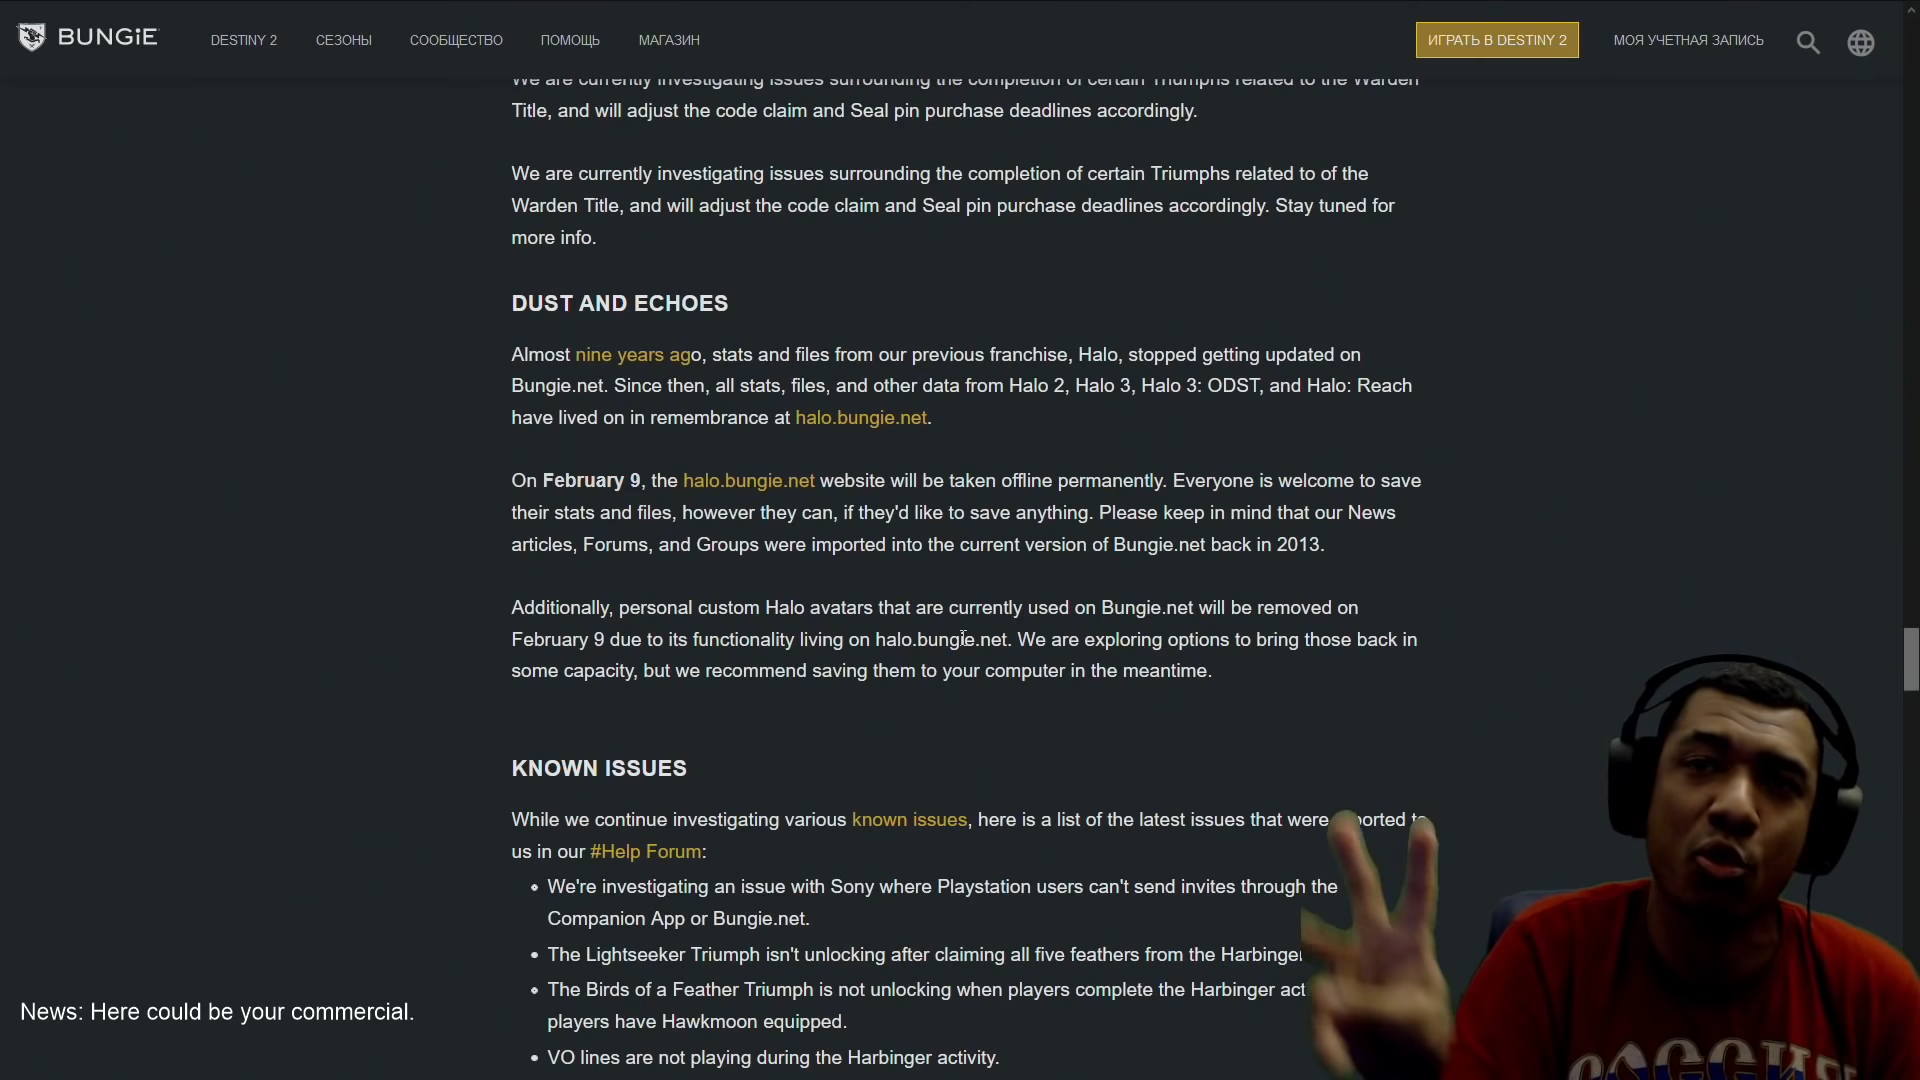 BUNGiE
DESTINY 2
СЕЗОНЫ
СООБЩЕСТВО
ПОМОЩЬ
МАГАЗИН
ИГРАТЬ В DESTINY 2
МОЯ УЧЕТНАЯ ЗАПИСЬ
We are currently investigating issues surrounding the completion of certain Triumphs related to the Warden
Title, and will adjust the code claim and Seal pin purchase deadlines accordingly.
We are currently investigating issues surrounding the completion of certain Triumphs related to of the
Warden Title, and will adjust the code claim and Seal pin purchase deadlines accordingly. Stay tuned for
more info.
DUST AND ECHOES
Almost nine years ago, stats and files from our previous franchise, Halo, stopped getting updated on
Bungie.net. Since then, all stats, files, and other data from Halo 2, Halo 3, Halo 3: ODST, and Halo: Reach
have lived on in remembrance at halo.bungie.net.
On February 9, the halo.bungie.net website will be taken offline permanently. Everyone is welcome to save
their stats and files, however they can, if they'd like to save anything. Please keep in mind that our News
articles, Forums, and Groups were imported into the current version of Bungie.net back in 2013.
Additionally, personal custom Halo avatars that are currently used on Bungie.net will be removed on
February 9 due to its functionality living on halo.bungie.net. We are exploring options to bring those back in
some capacity, but we recommend saving them to your computer in the meantime.
KNOWN ISSUES
While we continue investigating various known issues, here is a list of the latest issues that were
us in our #Help Forum:
• We're investigating an issue with Sony where Playstation users can't send invites through the
Companion App or Bungie.net.
• The Lightseeker Triumph isn't unlocking after claiming all five feathers from the Harbinger
• The Birds of a Feather Triumph is not unlocking when players complete the Harbinger act
players have Hawkmoon equipped.
• VO lines are not playing during the Harbinger activity.
News: Here could be your commercial.
РОССИЯ